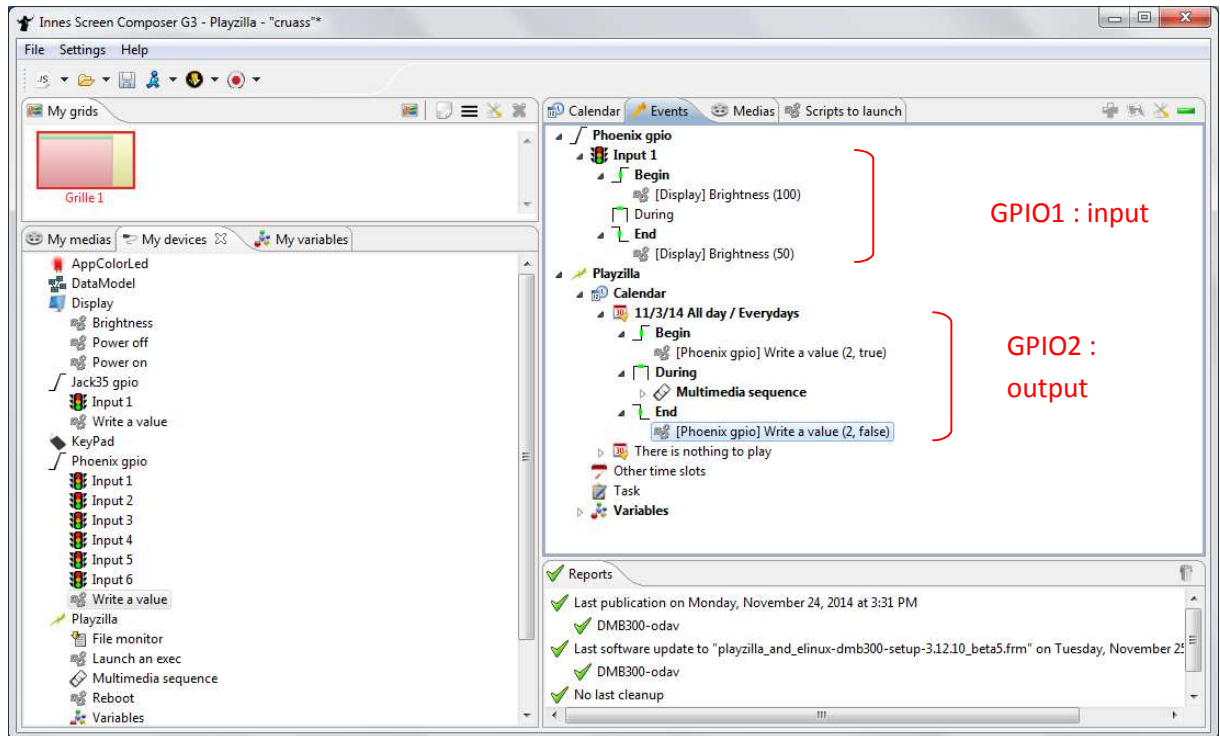 Innes Screen Composer G3 - Playzilla - "cruass"*
File Settings Help
My grids
Grille 1
My medias My devices My variables
AppColorLed
DataModel
Display
Brightness
Power off
Power on
Jack35 gpio
Input 1
Write a value
KeyPad
Phoenix gpio
Input 1
Input 2
Input 3
Input 4
Input 5
Input 6
Write a value
Playzilla
File monitor
Launch an exec
Multimedia sequence
Reboot
Variables
Calendar Events Medias Scripts to launch
Phoenix gpio
Input 1
Begin
[Display] Brightness (100)
During
End
[Display] Brightness (50)
GPIO1 : input
Playzilla
Calendar
11/3/14 All day / Everydays
Begin
[Phoenix gpio] Write a value (2, true)
During
Multimedia sequence
End
[Phoenix gpio] Write a value (2, false)
GPIO2 :
output
There is nothing to play
Other time slots
Task
Variables
Reports
Last publication on Monday, November 24, 2014 at 3:31 PM
DMB300-odav
Last software update to "playzilla_and_elinux-dmb300-setup-3.12.10_beta5.frm" on Tuesday, November
DMB300-odav
No last cleanup